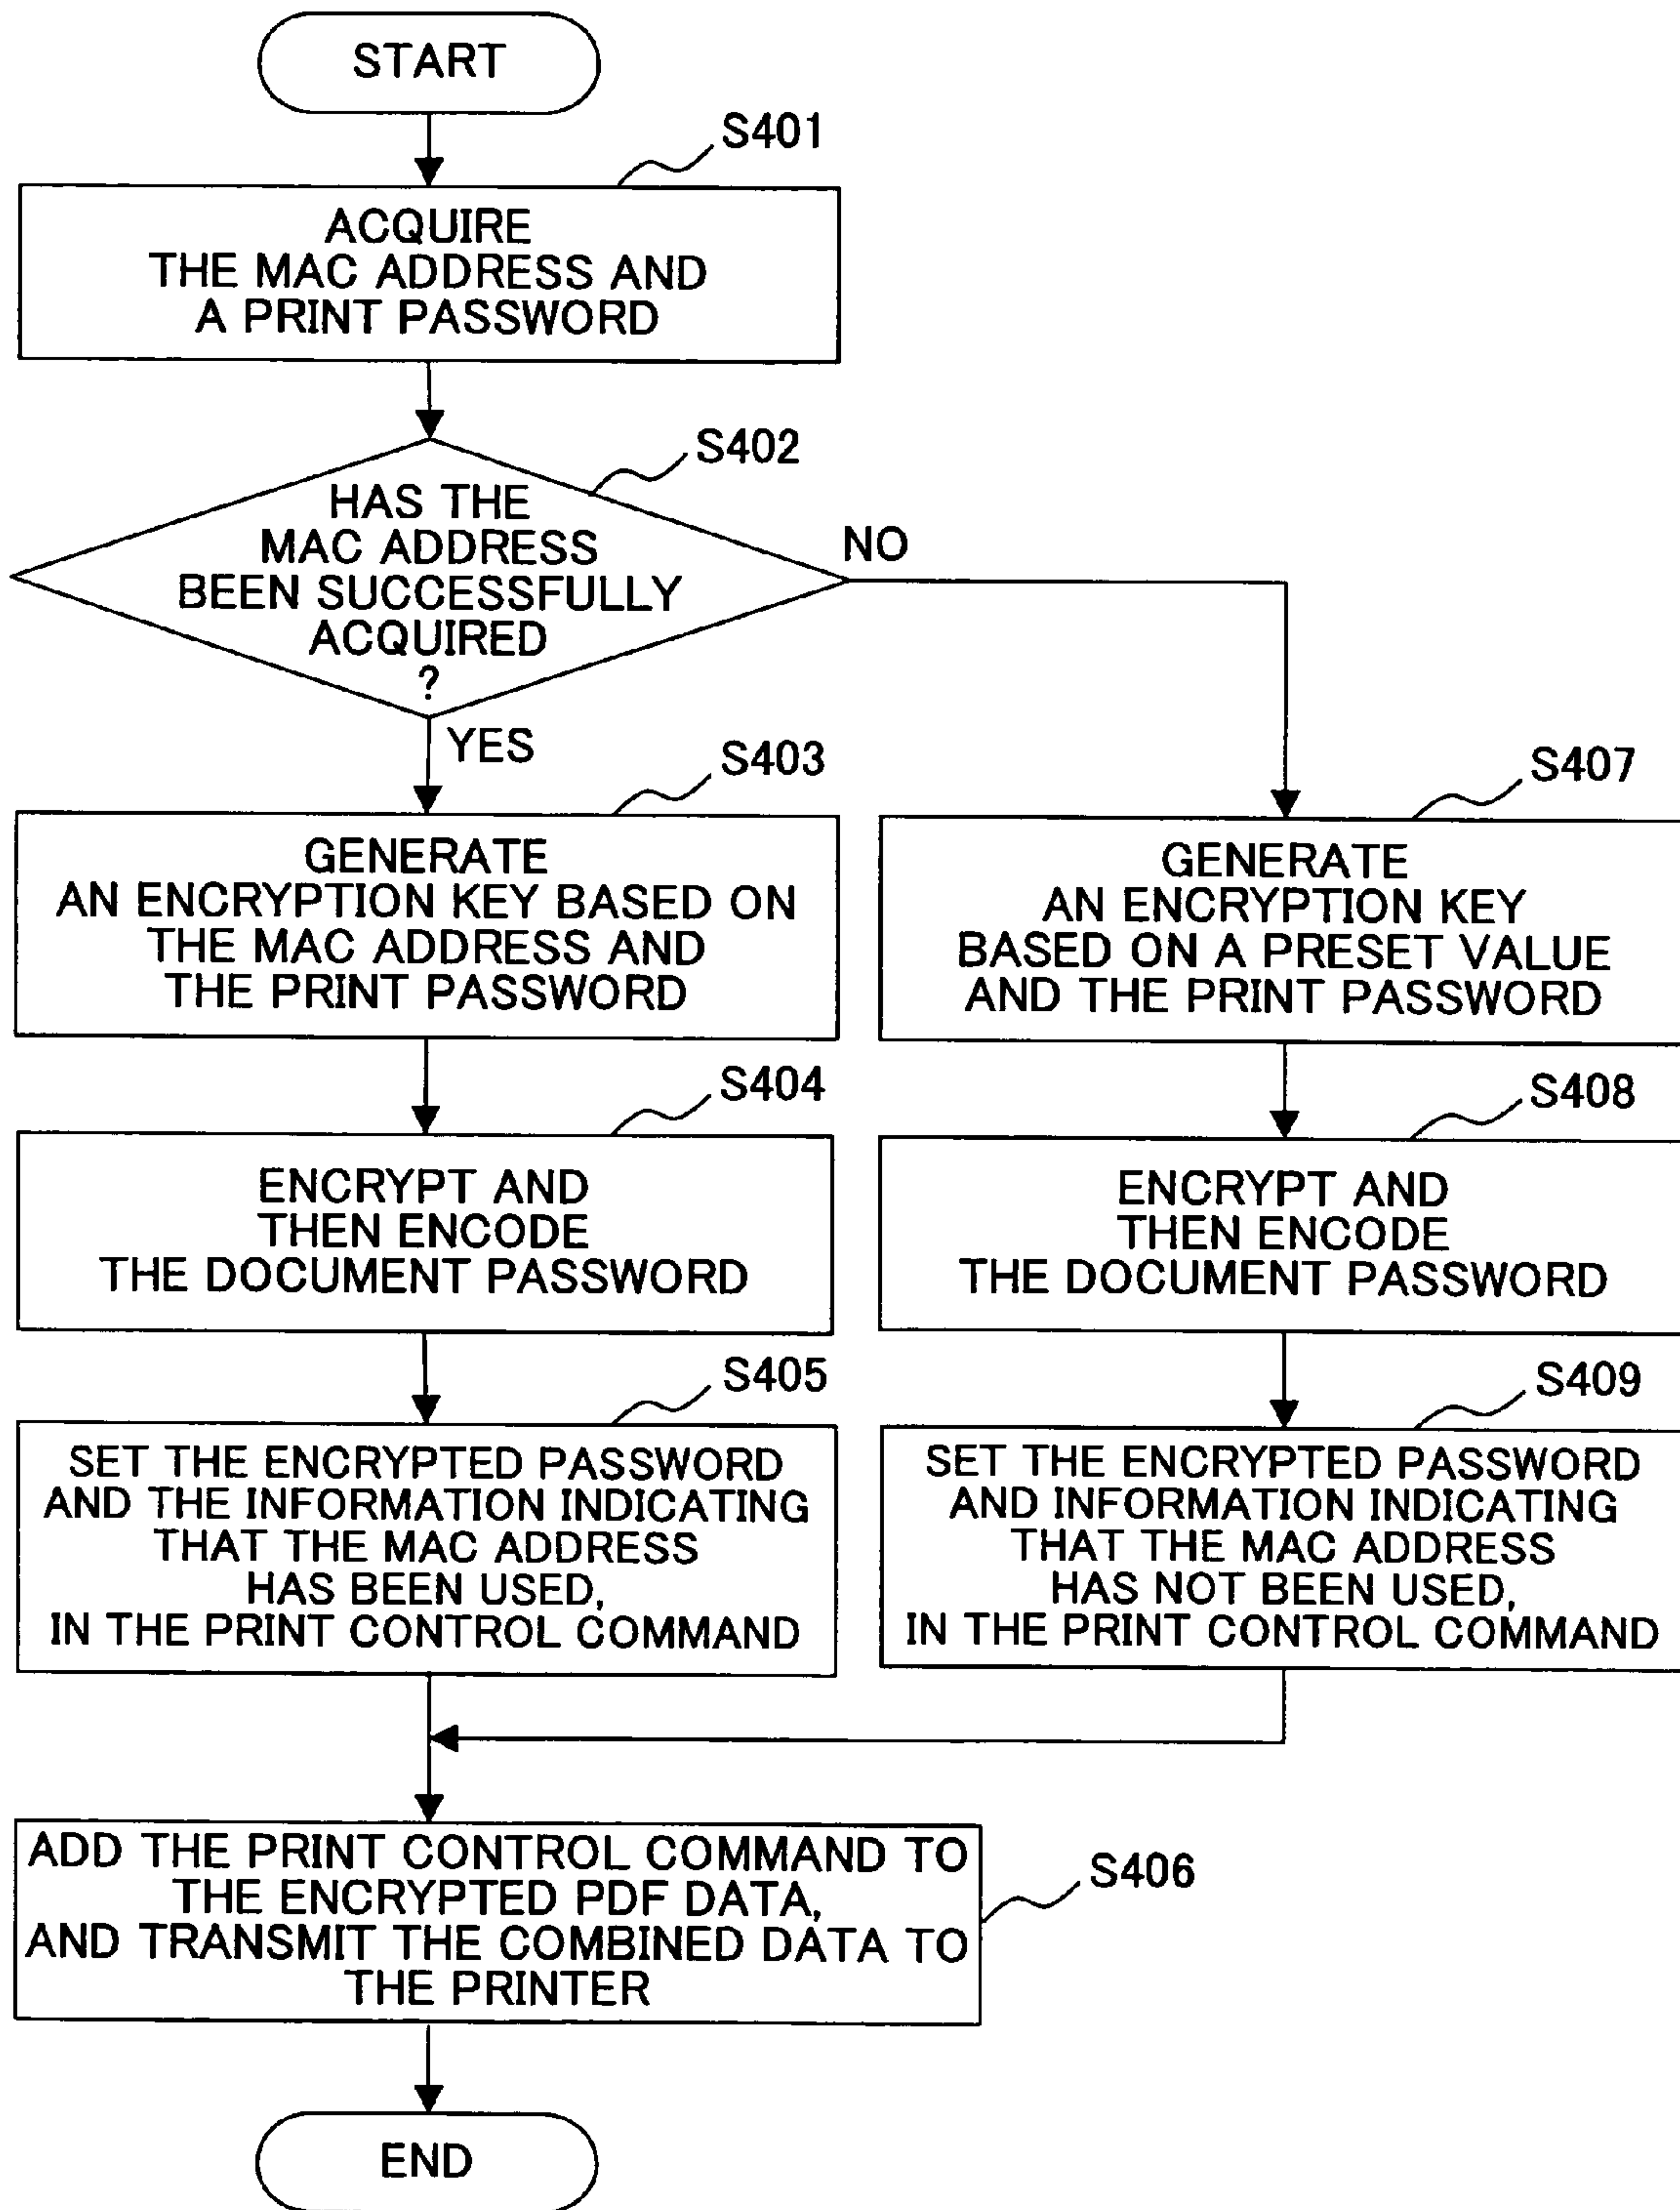 START
S401
ACQUIRE
THE MAC ADDRESS AND
A PRINT PASSWORD
S402
HAS THE
MAC ADDRESS
BEEN SUCCESSFULLY
ACQUIRED
?
NO
YES
S403
GENERATE
AN ENCRYPTION KEY BASED ON
THE MAC ADDRESS AND
THE PRINT PASSWORD
S407
GENERATE
AN ENCRYPTION KEY
BASED ON A PRESET VALUE
AND THE PRINT PASSWORD
S404
ENCRYPT AND
THEN ENCODE
THE DOCUMENT PASSWORD
S408
ENCRYPT AND
THEN ENCODE
THE DOCUMENT PASSWORD
S405
SET THE ENCRYPTED PASSWORD
AND THE INFORMATION INDICATING
THAT THE MAC ADDRESS
HAS BEEN USED,
IN THE PRINT CONTROL COMMAND
S409
SET THE ENCRYPTED PASSWORD
AND INFORMATION INDICATING
THAT THE MAC ADDRESS
HAS NOT BEEN USED,
IN THE PRINT CONTROL COMMAND
ADD THE PRINT CONTROL COMMAND TO
THE ENCRYPTED PDF DATA,
AND TRANSMIT THE COMBINED DATA TO
THE PRINTER
S406
END